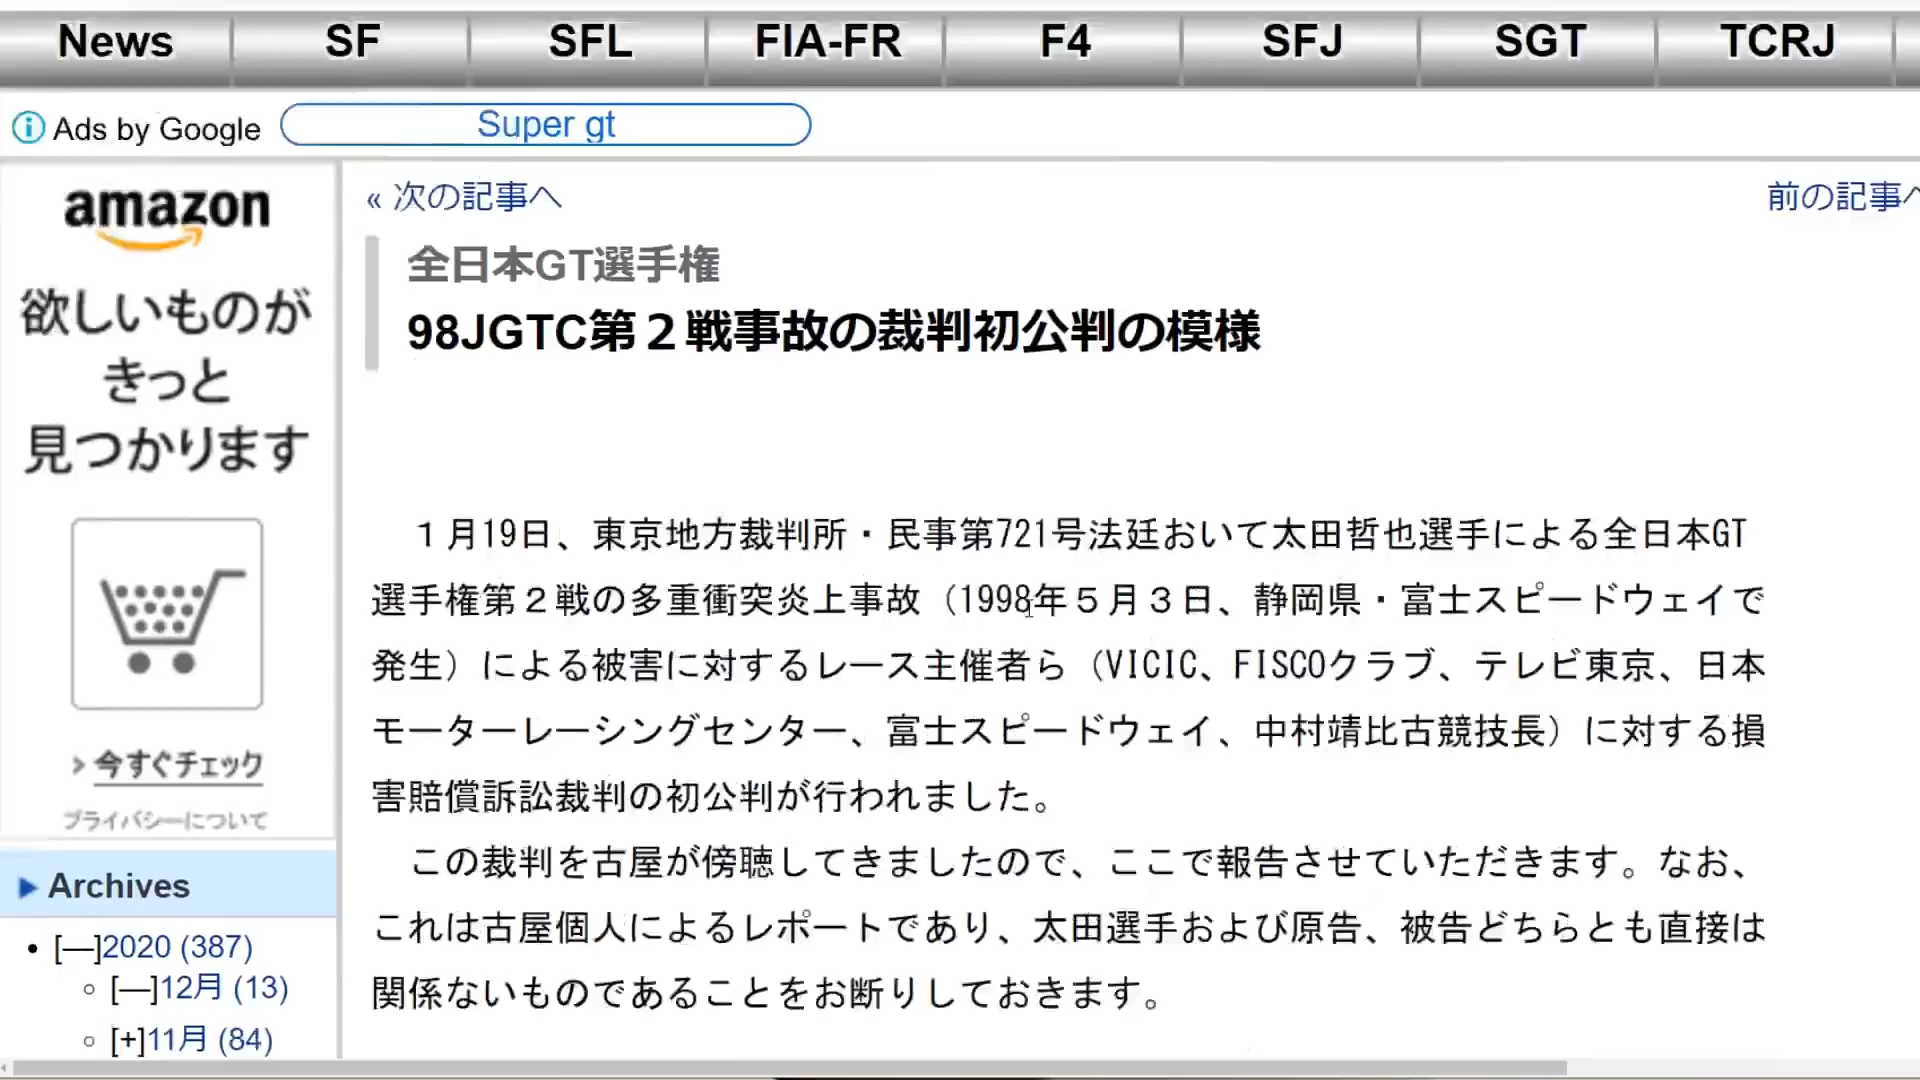 News SF SFL FIA-FR F4 SFJ SGT TCRJ
Ads by Google
Super gt
amazon
欲しいものが
きっと
見つかります
› 今すぐチェック
プライバシーについて
▶ Archives
• [—]2020 (387)
◦ [—]12月 (13)
◦ [+]11月 (84)
« 次の記事へ
前の記事へ
全日本GT選手権
98JGTC第２戦事故の裁判初公判の模様
１月19日、東京地方裁判所・民事第721号法廷おいて太田哲也選手による全日本GT
選手権第２戦の多重衝突炎上事故（1998年５月３日、静岡県・富士スピードウェイで
発生）による被害に対するレース主催者ら（VICIC、FISCOクラブ、テレビ東京、日本
モーターレーシングセンター、富士スピードウェイ、中村靖比古競技長）に対する損
害賠償訴訟裁判の初公判が行われました。
この裁判を古屋が傍聴してきましたので、ここで報告させていただきます。なお、
これは古屋個人によるレポートであり、太田選手および原告、被告どちらとも直接は
関係ないものであることをお断りしておきます。